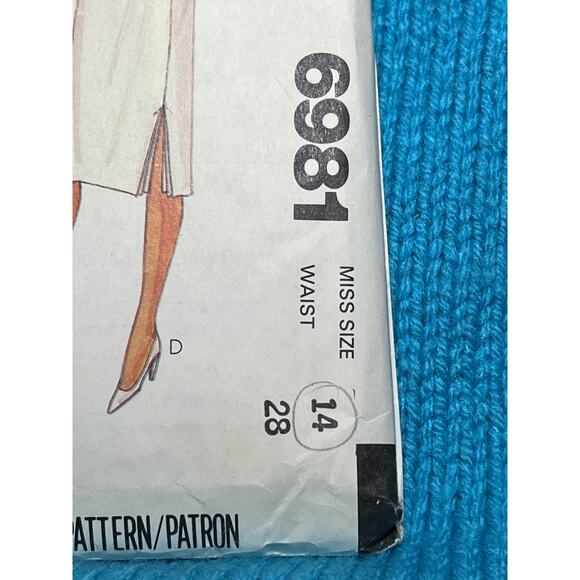 6981
MISS SIZE 14
WAIST 28
D
PATTERN/PATRON